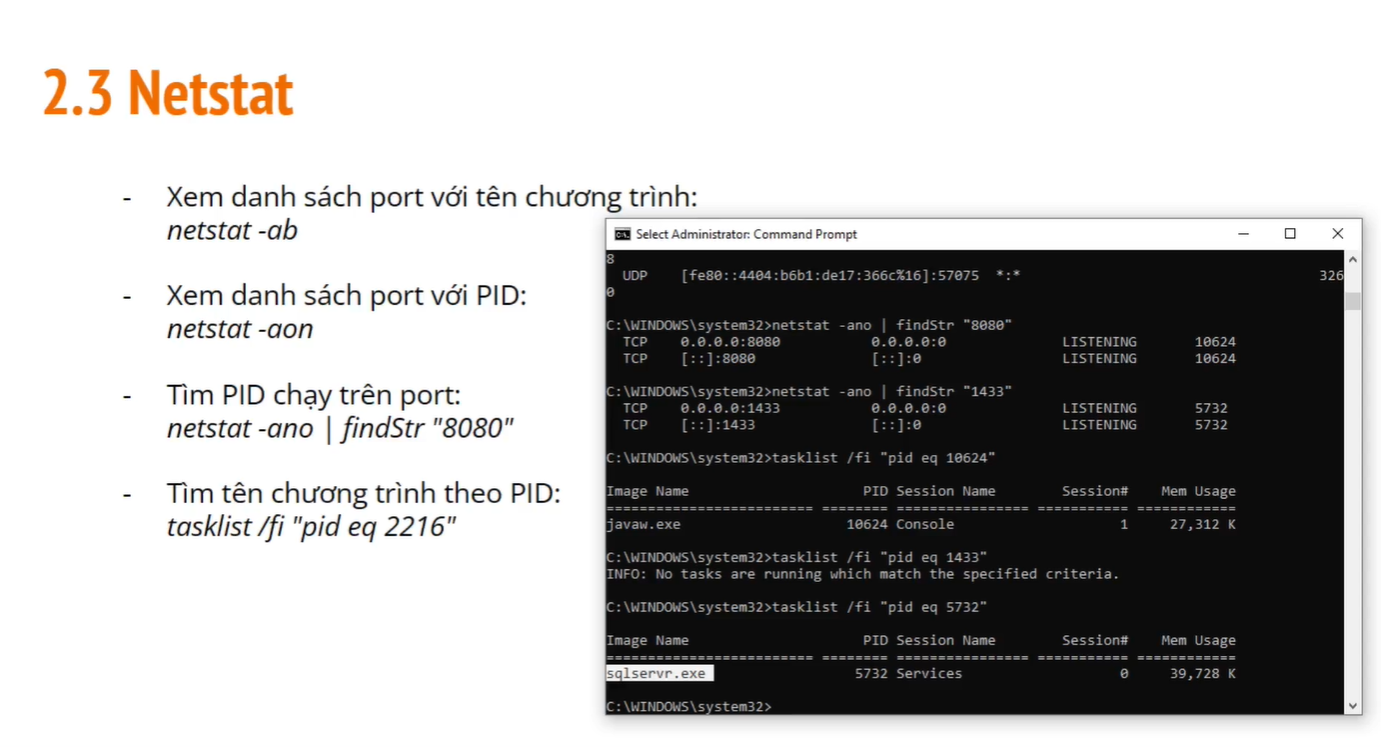 2.3 Netstat
- Xem danh sách port với tên chương trình:
netstat -ab
- Xem danh sách port với PID:
netstat -aon
- Tìm PID chạy trên port:
netstat -ano | findStr "8080"
- Tìm tên chương trình theo PID:
tasklist /fi "pid eq 2216"
Select Administrator: Command Prompt
8
UDP [fe80::4404:b6b1:de17:366c%16]:57075 *:* 326
0
C:\WINDOWS\system32>netstat -ano | findStr "8080"
TCP 0.0.0.0:8080 0.0.0.0:0 LISTENING 10624
TCP [::]:8080 [::]:0 LISTENING 10624
C:\WINDOWS\system32>netstat -ano | findStr "1433"
TCP 0.0.0.0:1433 0.0.0.0:0 LISTENING 5732
TCP [::]:1433 [::]:0 LISTENING 5732
C:\WINDOWS\system32>tasklist /fi "pid eq 10624"
Image Name PID Session Name Session# Mem Usage
========================= ======== ================ =========== ============
javaw.exe 10624 Console 1 27,312 K
C:\WINDOWS\system32>tasklist /fi "pid eq 1433"
INFO: No tasks are running which match the specified criteria.
C:\WINDOWS\system32>tasklist /fi "pid eq 5732"
Image Name PID Session Name Session# Mem Usage
========================= ======== ================ =========== ============
sqlservr.exe 5732 Services 0 39,728 K
C:\WINDOWS\system32>